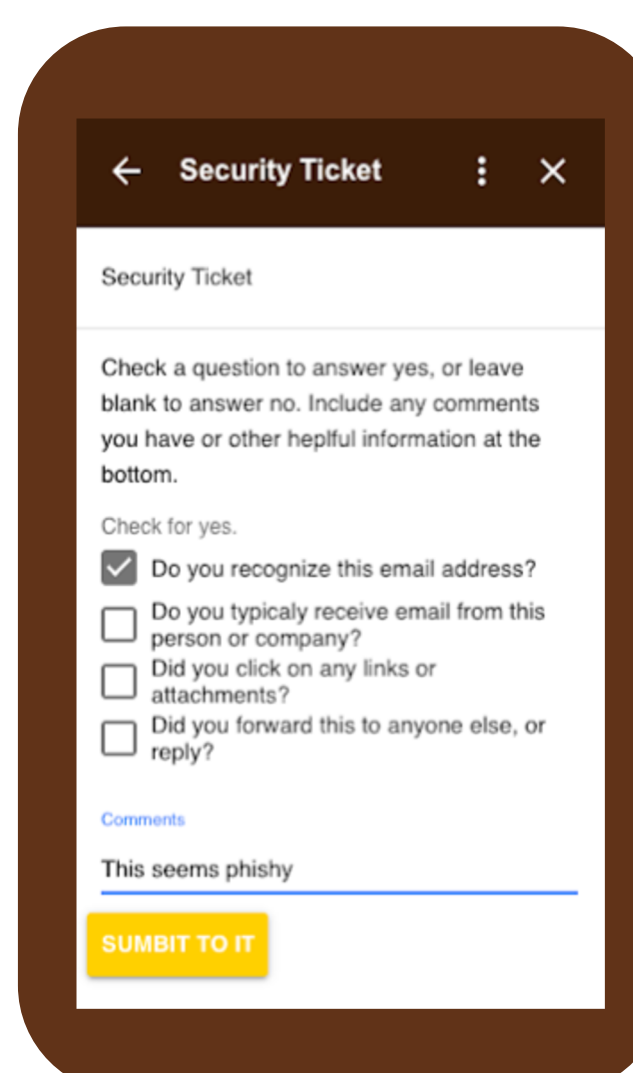 Security Ticket
Security Ticket
Check a question to answer yes, or leave
blank to answer no. Include any comments
you have or other heplful information at the
bottom.
Check for yes.
Do you recognize this email address?
Do you typicaly receive email from this
person or company?
Did you click on any links or
attachments?
Did you forward this to anyone else, or
reply?
Comments
This seems phishy
SUMBIT TO IT